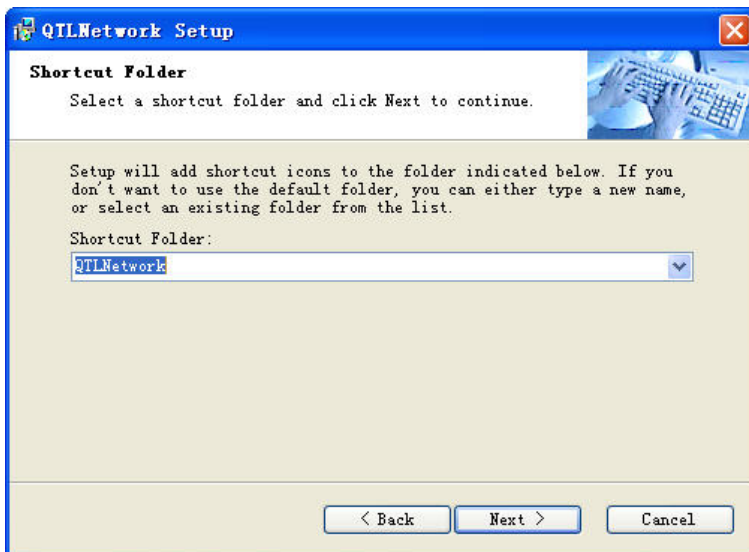 QTLNetwork Setup
Shortcut Folder
Select a shortcut folder and click Next to continue.
Setup will add shortcut icons to the folder indicated below. If you
don't want to use the default folder, you can either type a new name,
or select an existing folder from the list.
Shortcut Folder:
QTLNetwork
< Back Next > Cancel